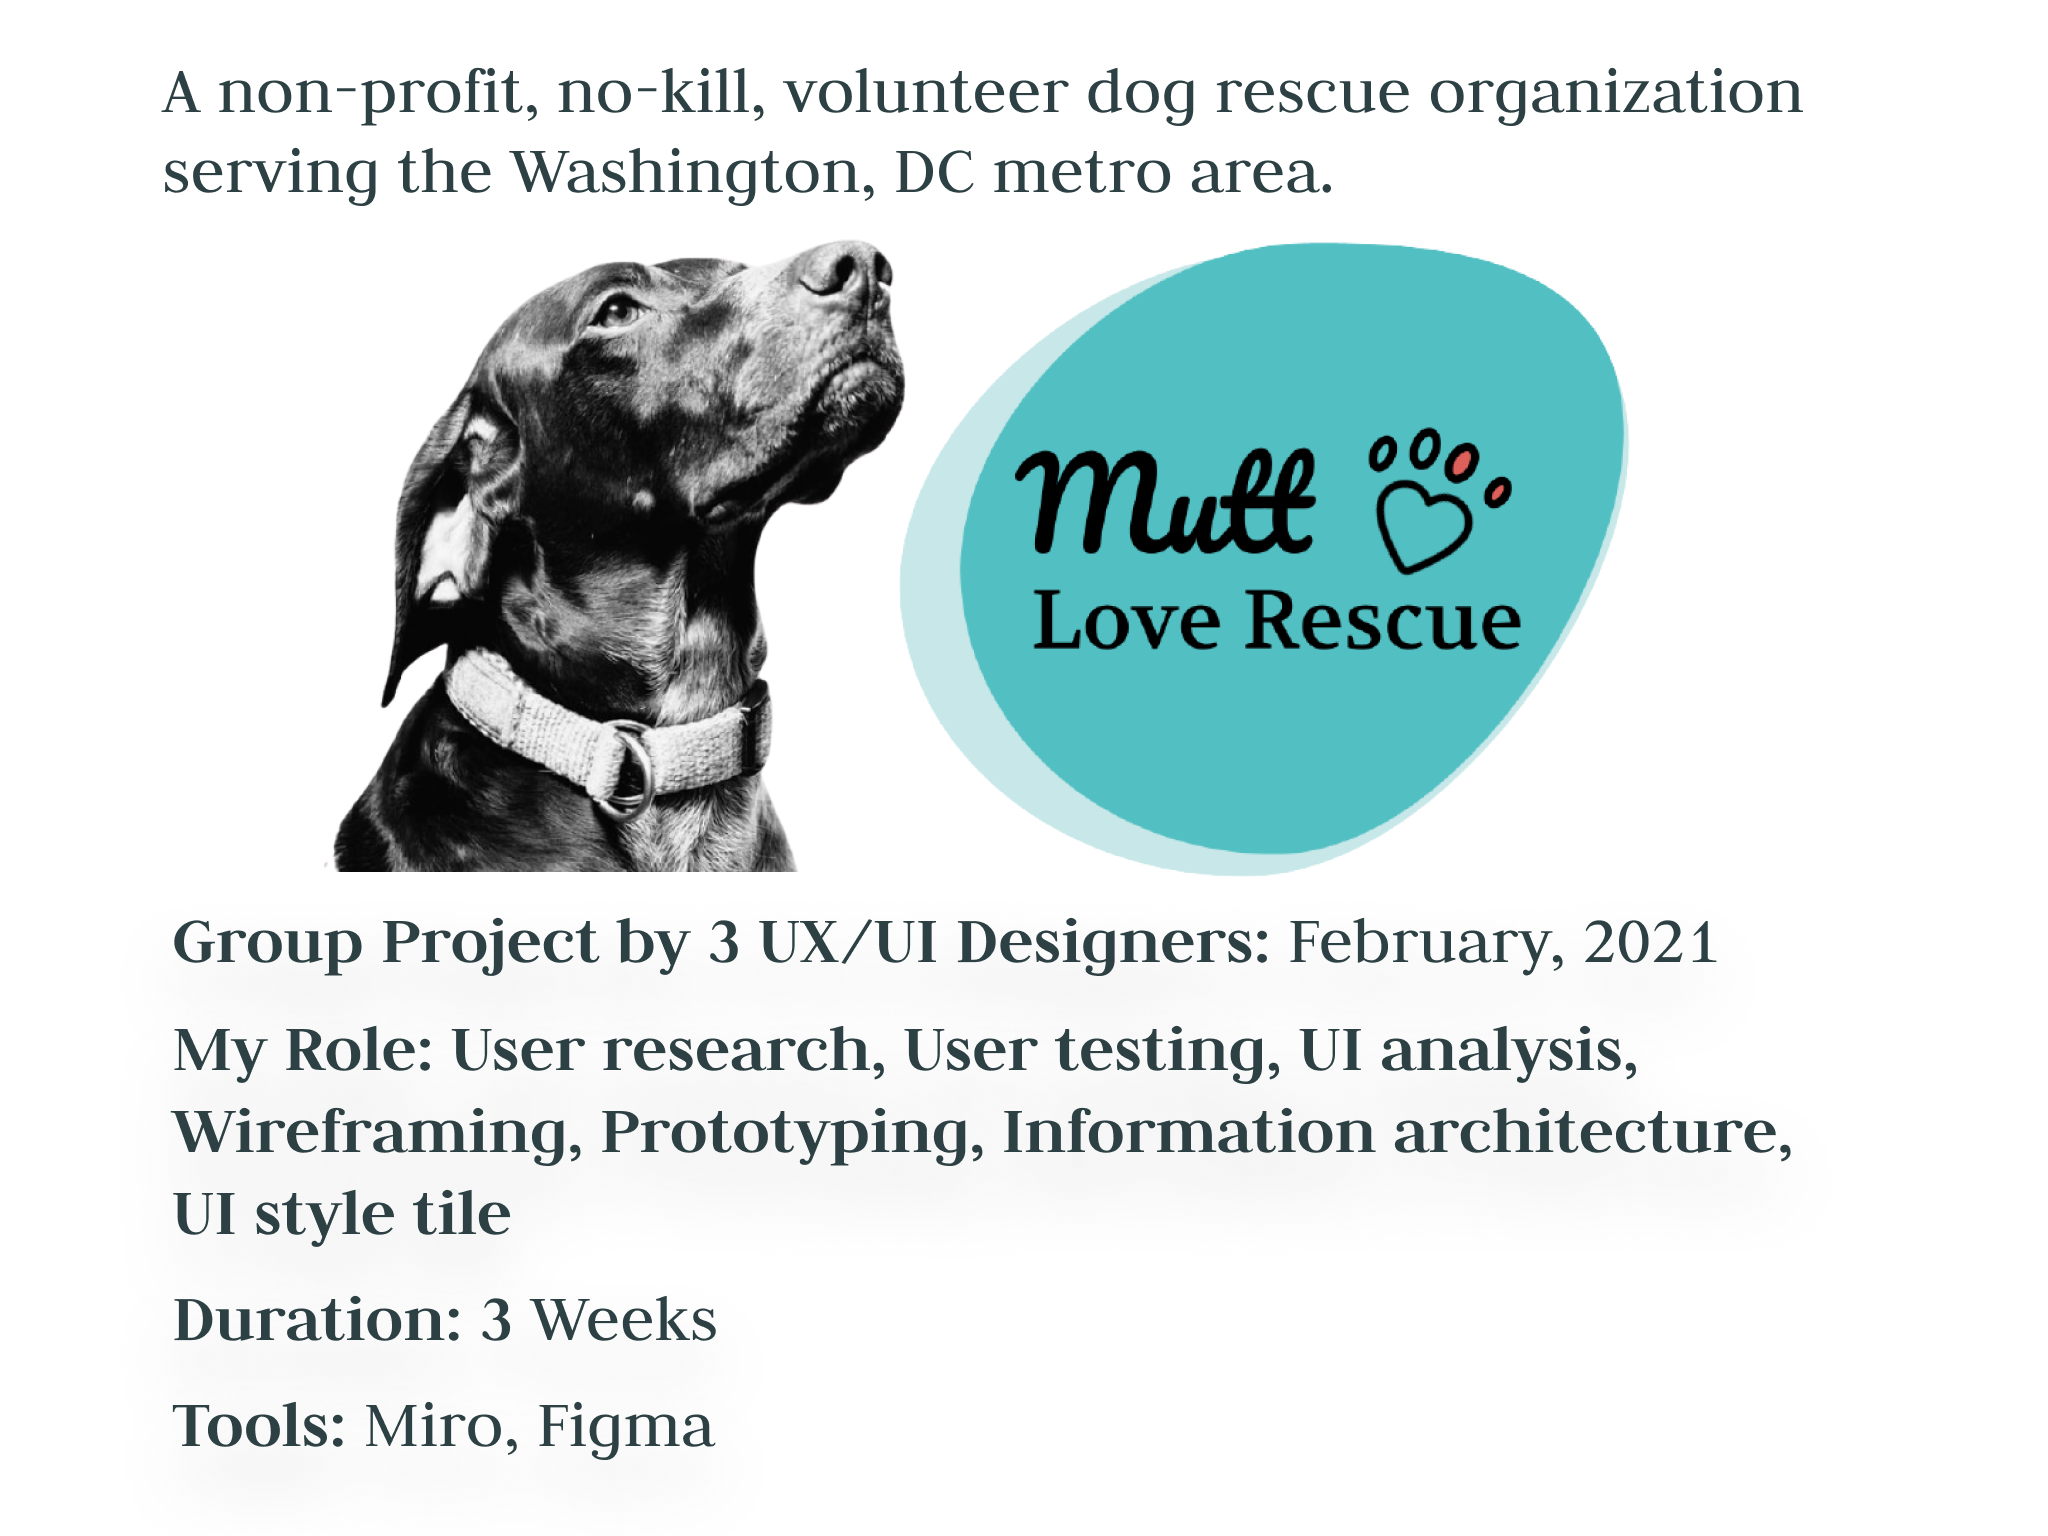 A non-profit, no-kill, volunteer dog rescue organization
serving the Washington, DC metro area.
Mutt
Love Rescue
Group Project by 3 UX/UI Designers: February, 2021
My Role: User research, User testing, UI analysis,
Wireframing, Prototyping, Information architecture,
UI style tile
Duration: 3 Weeks
Tools: Miro, Figma